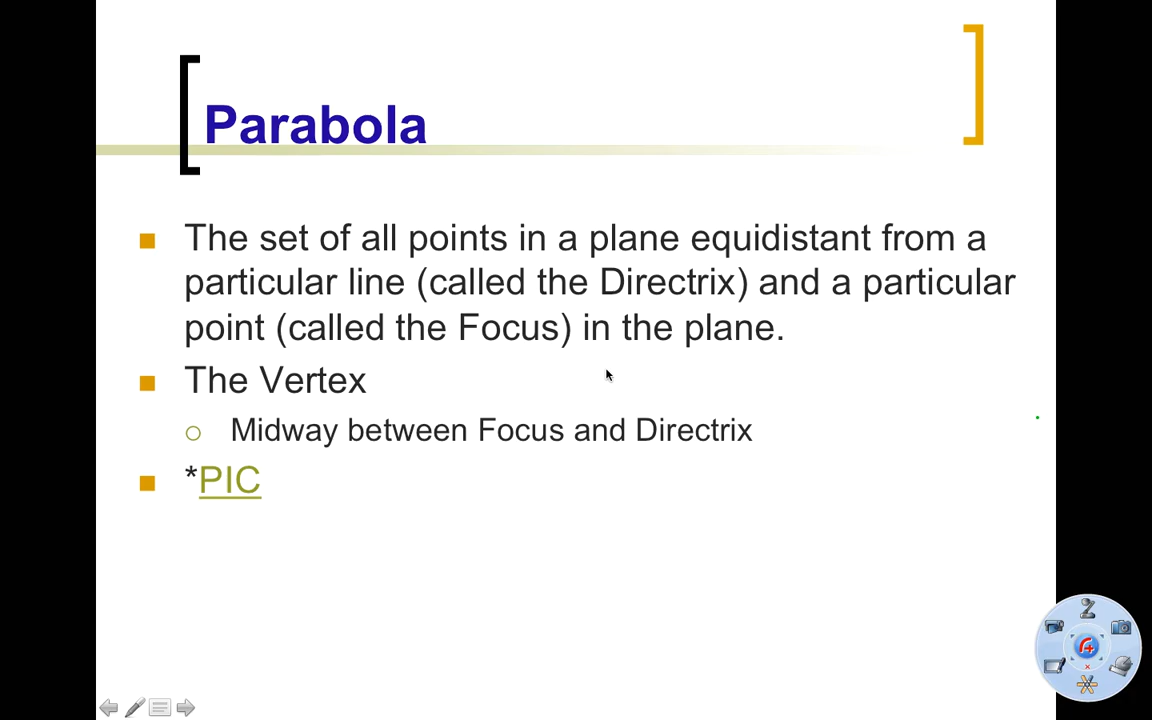 Parabola
The set of all points in a plane equidistant from a
particular line (called the Directrix) and a particular
point (called the Focus) in the plane.
The Vertex
Midway between Focus and Directrix
*PIC